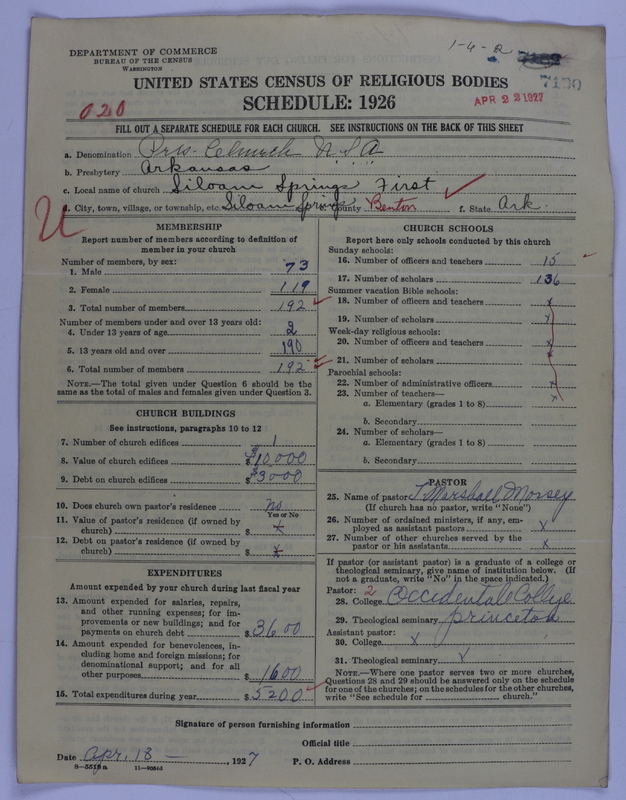 DEPARTMENT OF COMMERCE
BUREAU OF THE CENSUS
WASHINGTON
1-6-2
7130
UNITED STATES CENSUS OF RELIGIOUS BODIES
SCHEDULE: 1926
020
APR 22 1927
FILL OUT A SEPARATE SCHEDULE FOR EACH CHURCH. SEE INSTRUCTIONS ON THE BACK OF THIS SHEET
a. Denomination Pres. Church U S A
b. Presbytery Arkansas
c. Local name of church Siloam Springs First
d. City, town, village, or township, etc. Siloam Springs County Benton f. State Ark.
MEMBERSHIP
Report number of members according to definition of member in your church
Number of members, by sex:
1. Male 73
2. Female 119
3. Total number of members 192
Number of members under and over 13 years old:
4. Under 13 years of age 2
5. 13 years old and over 190
6. Total number of members 192
NOTE.—The total given under Question 6 should be the same as the total of males and females given under Question 3.
CHURCH BUILDINGS
See instructions, paragraphs 10 to 12
7. Number of church edifices 1
8. Value of church edifices $10000
9. Debt on church edifices $3000
10. Does church own pastor's residence No
Yes or No
11. Value of pastor's residence (if owned by church) $ x
12. Debt on pastor's residence (if owned by church) $ x
EXPENDITURES
Amount expended by your church during last fiscal year
13. Amount expended for salaries, repairs, and other running expenses; for improvements or new buildings; and for payments on church debt $3600
14. Amount expended for benevolences, including home and foreign missions; for denominational support; and for all other purposes $1600
15. Total expenditures during year $5200
CHURCH SCHOOLS
Report here only schools conducted by this church
Sunday schools:
16. Number of officers and teachers 15
17. Number of scholars 136
Summer vacation Bible schools:
18. Number of officers and teachers x
19. Number of scholars x
Week-day religious schools:
20. Number of officers and teachers x
21. Number of scholars x
Parochial schools:
22. Number of administrative officers x
23. Number of teachers— x
a. Elementary (grades 1 to 8)
b. Secondary
24. Number of scholars—
a. Elementary (grades 1 to 8)
b. Secondary
PASTOR
25. Name of pastor Marshall Morsey
(If church has no pastor, write "None")
26. Number of ordained ministers, if any, employed as assistant pastors x
27. Number of other churches served by the pastor or his assistants x
If pastor (or assistant pastor) is a graduate of a college or theological seminary, give name of institution below. (If not a graduate, write "No" in the space indicated.)
Pastor: 2
28. College Occidental College
29. Theological seminary Princeton
Assistant pastor:
30. College x
31. Theological seminary x
NOTE.—Where one pastor serves two or more churches, Questions 28 and 29 should be answered only on the schedule for one of the churches; on the schedules for the other churches, write "See schedule for church."
Signature of person furnishing information
Official title
Date Apr. 18 — , 1927 P. O. Address